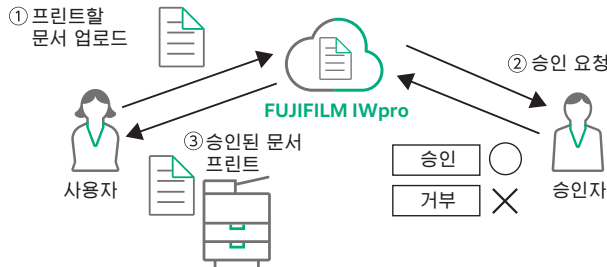 ① 프린트할
문서 업로드
② 승인 요청
FUJIFILM IWpro
③ 승인된 문서
프린트
승인
거부
사용자
승인자